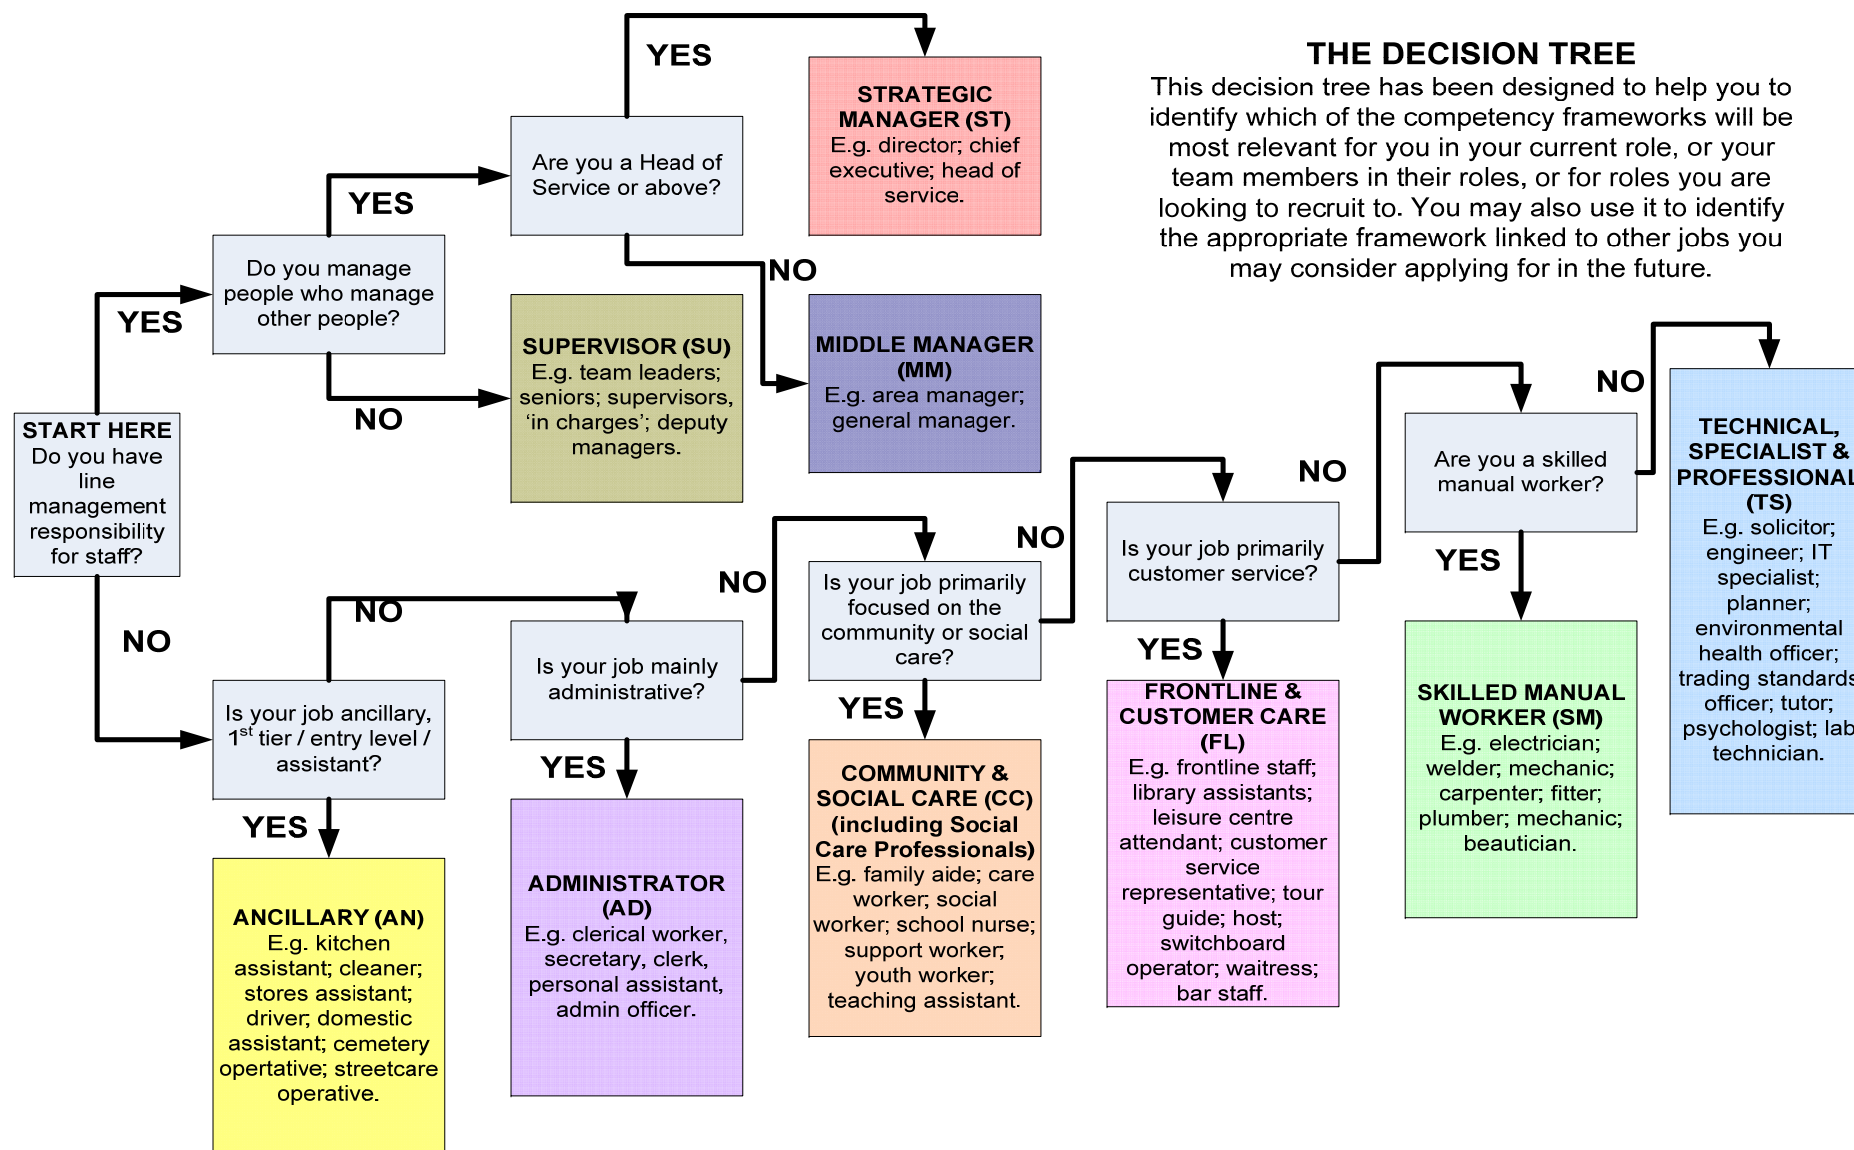 THE DECISION TREE
This decision tree has been designed to help you to
identify which of the competency frameworks will be
most relevant for you in your current role, or your
team members in their roles, or for roles you are
looking to recruit to. You may also use it to identify
the appropriate framework linked to other jobs you
may consider applying for in the future.
START HERE
Do you have
line
management
responsibility
for staff?
YES
Do you manage
people who manage
other people?
YES
Are you a Head of
Service or above?
YES
STRATEGIC
MANAGER (ST)
E.g. director; chief
executive; head of
service.
NO
MIDDLE MANAGER
(MM)
E.g. area manager;
general manager.
NO
SUPERVISOR (SU)
E.g. team leaders;
seniors; supervisors,
‘in charges’; deputy
managers.
NO
Is your job ancillary,
1st tier / entry level /
assistant?
YES
ANCILLARY (AN)
E.g. kitchen
assistant; cleaner;
stores assistant;
driver; domestic
assistant; cemetery
opertative; streetcare
operative.
NO
Is your job mainly
administrative?
YES
ADMINISTRATOR
(AD)
E.g. clerical worker,
secretary, clerk,
personal assistant,
admin officer.
NO
Is your job primarily
focused on the
community or social
care?
YES
COMMUNITY &
SOCIAL CARE (CC)
(including Social
Care Professionals)
E.g. family aide; care
worker; social
worker; school nurse;
support worker;
youth worker;
teaching assistant.
NO
Is your job primarily
customer service?
YES
FRONTLINE &
CUSTOMER CARE
(FL)
E.g. frontline staff;
library assistants;
leisure centre
attendant; customer
service
representative; tour
guide; host;
switchboard
operator; waitress;
bar staff.
NO
Are you a skilled
manual worker?
YES
SKILLED MANUAL
WORKER (SM)
E.g. electrician;
welder; mechanic;
carpenter; fitter;
plumber; mechanic;
beautician.
NO
TECHNICAL,
SPECIALIST &
PROFESSIONAL
(TS)
E.g. solicitor;
engineer; IT
specialist;
planner;
environmental
health officer;
trading standards
officer; tutor;
psychologist; lab
technician.